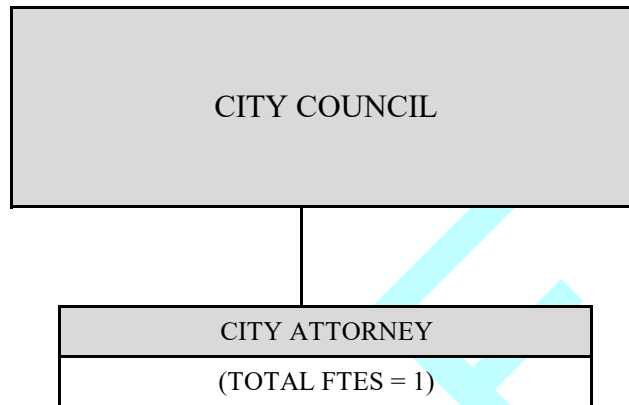 CITY COUNCIL
CITY ATTORNEY
(TOTAL FTES = 1)